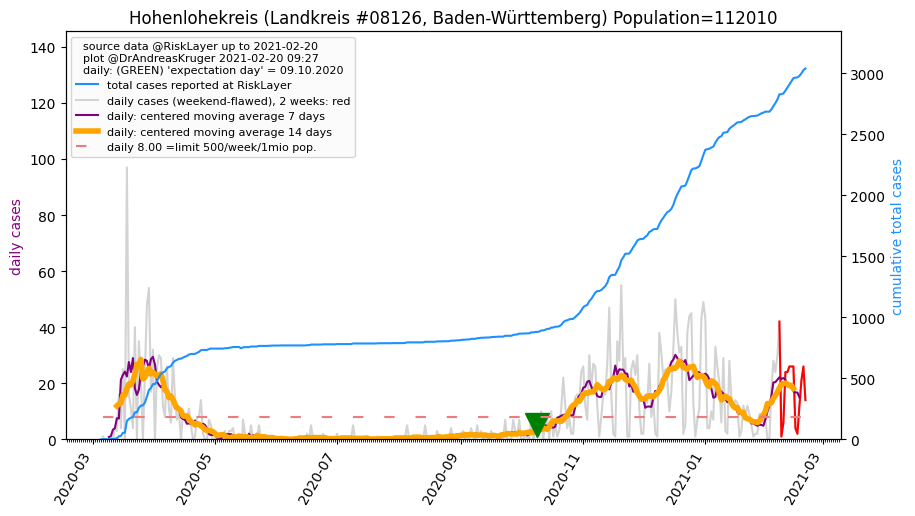 Hohenlohekreis (Landkreis #08126, Baden-Württemberg) Population=112010
source data @RiskLayer up to 2021-02-20
plot @DrAndreasKruger 2021-02-20 09:27
daily: (GREEN) 'expectation day' = 09.10.2020
total cases reported at RiskLayer
daily cases (weekend-flawed), 2 weeks: red
daily: centered moving average 7 days
daily: centered moving average 14 days
daily 8.00 =limit 500/week/1mio pop.
daily cases
140
120
100
80
60
40
20
0
cumulative total cases
3000
2500
2000
1500
1000
500
0
2020-03
2020-05
2020-07
2020-09
2020-11
2021-01
2021-03